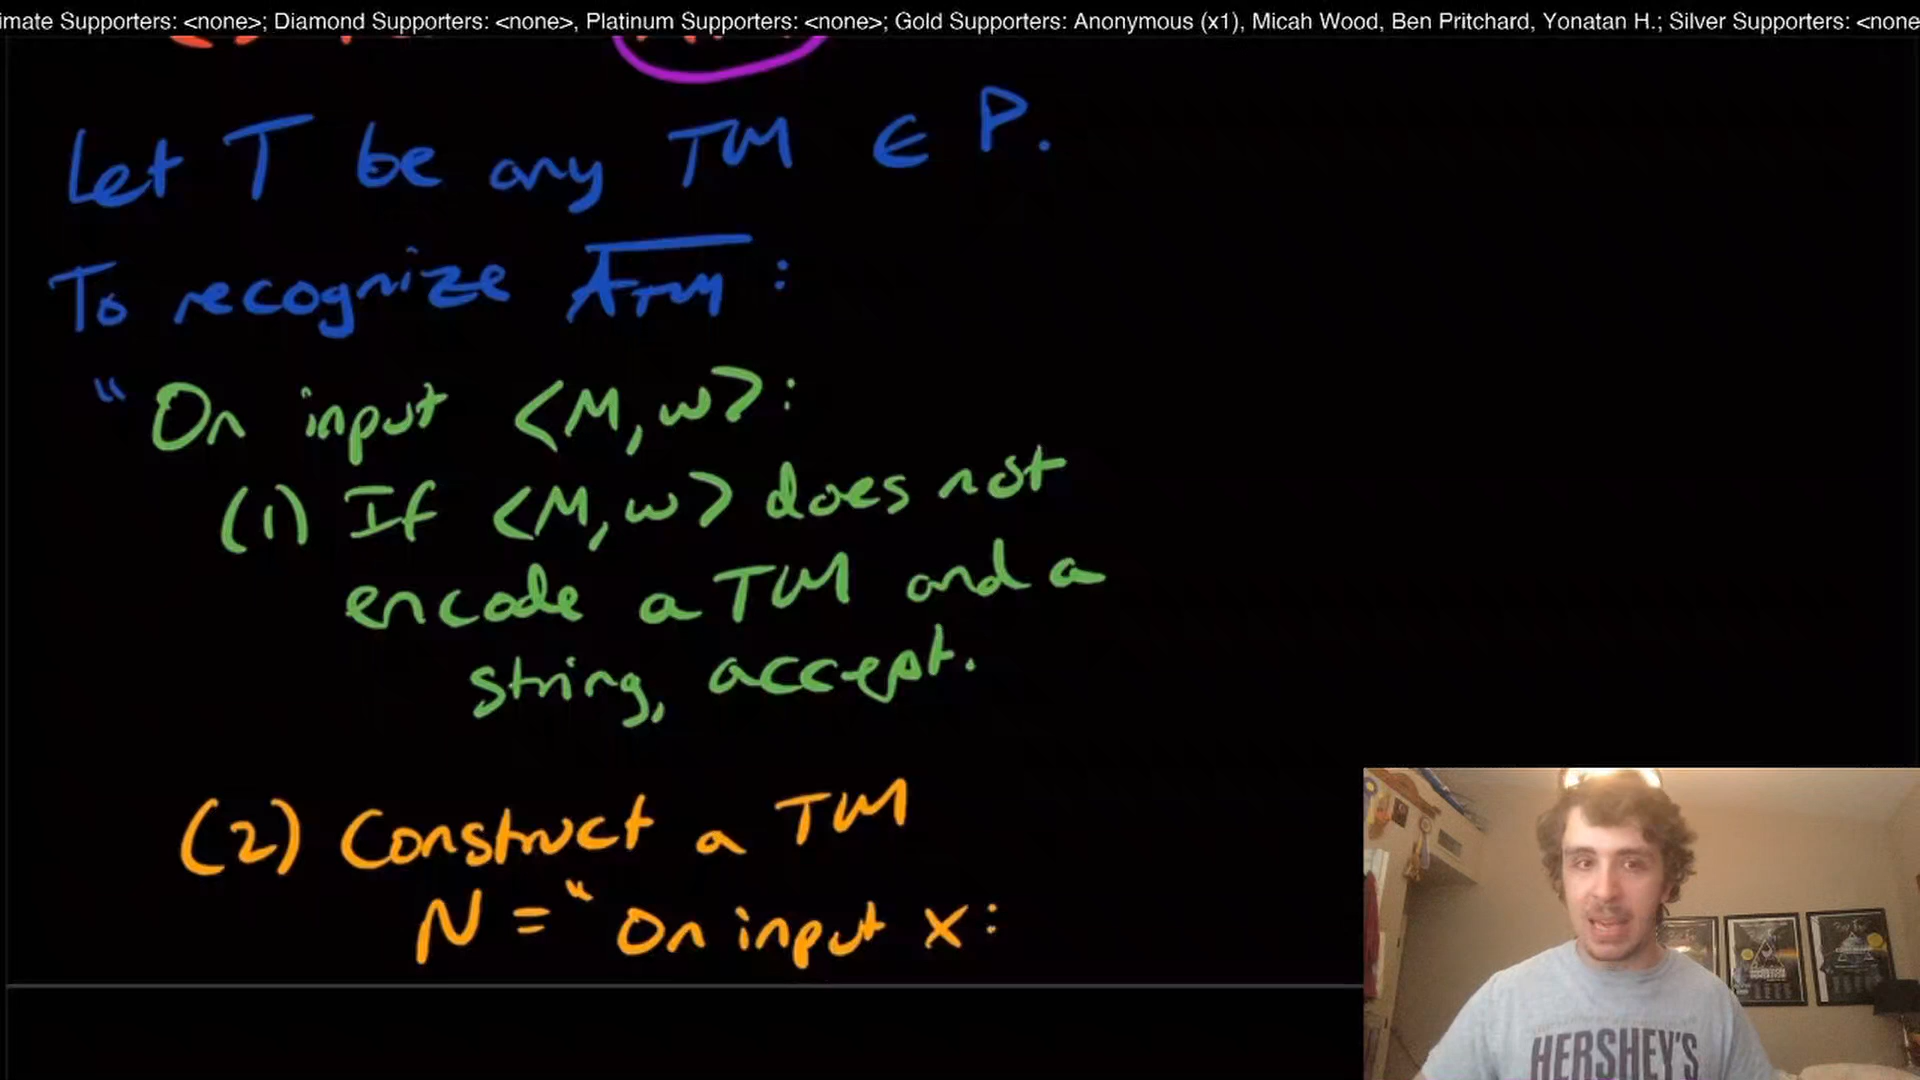 imate Supporters: <none>; Diamond Supporters: <none>, Platinum Supporters: <none>; Gold Supporters: Anonymous (x1), Micah Wood, Ben Pritchard, Yonatan H.; Silver Supporters: <none
Let T be any TM ∈ P.
To recognize A̅T̅M̅:
“On input <M,w>:
(1) If <M,w> does not
encode a TM and a
string, accept.
(2) Construct a TM
N = “On input x:
HERSHEY'S